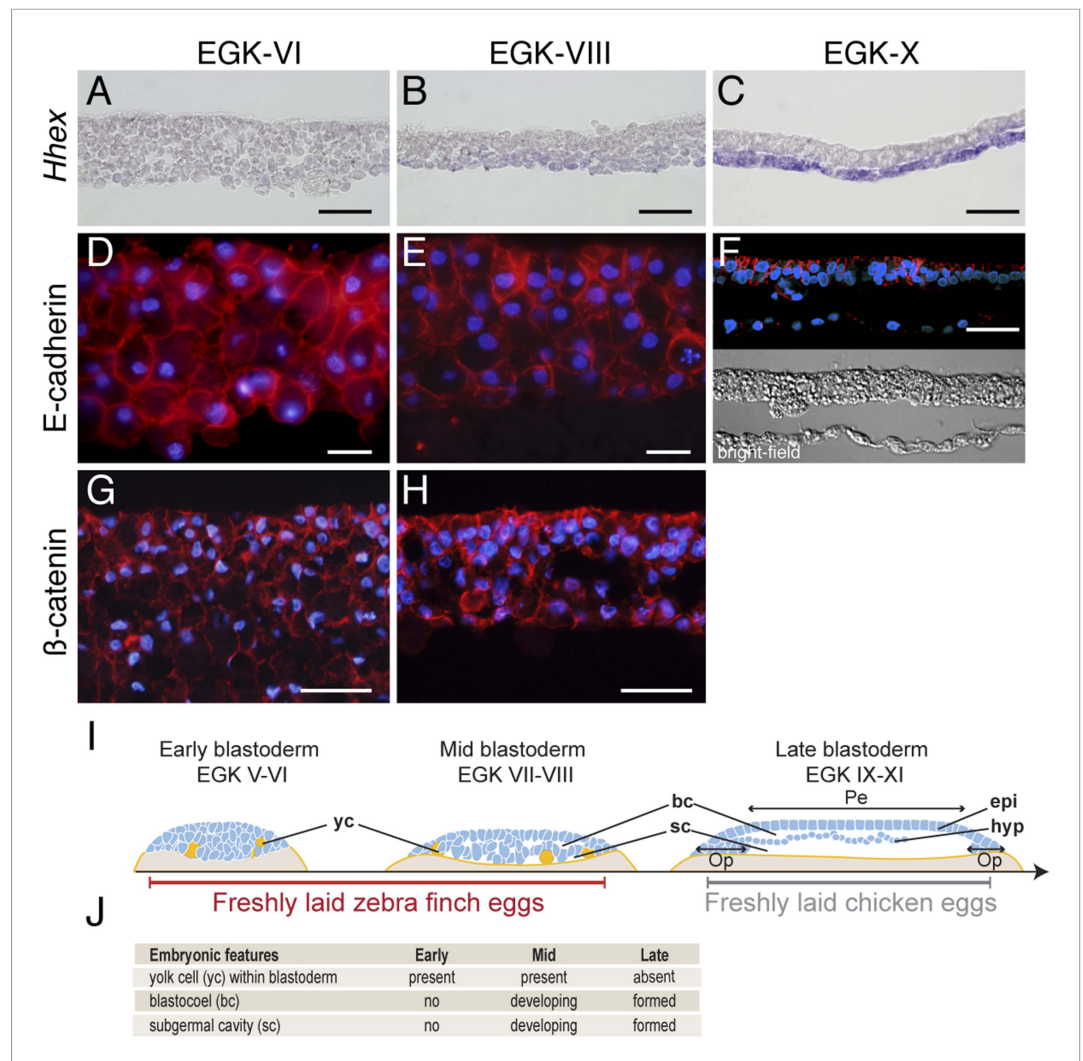 EGK-VI EGK-VIII EGK-X
Hhex
A B C
E-cadherin
D E F
bright-field
ß-catenin
G H
I
Early blastoderm Mid blastoderm Late blastoderm
EGK V-VI EGK VII-VIII EGK IX-XI
Pe
yc bc epi
sc hyp
Op Op
Freshly laid zebra finch eggs Freshly laid chicken eggs
J
Embryonic features Early Mid Late
yolk cell (yc) within blastoderm present present absent
blastocoel (bc) no developing formed
subgermal cavity (sc) no developing formed